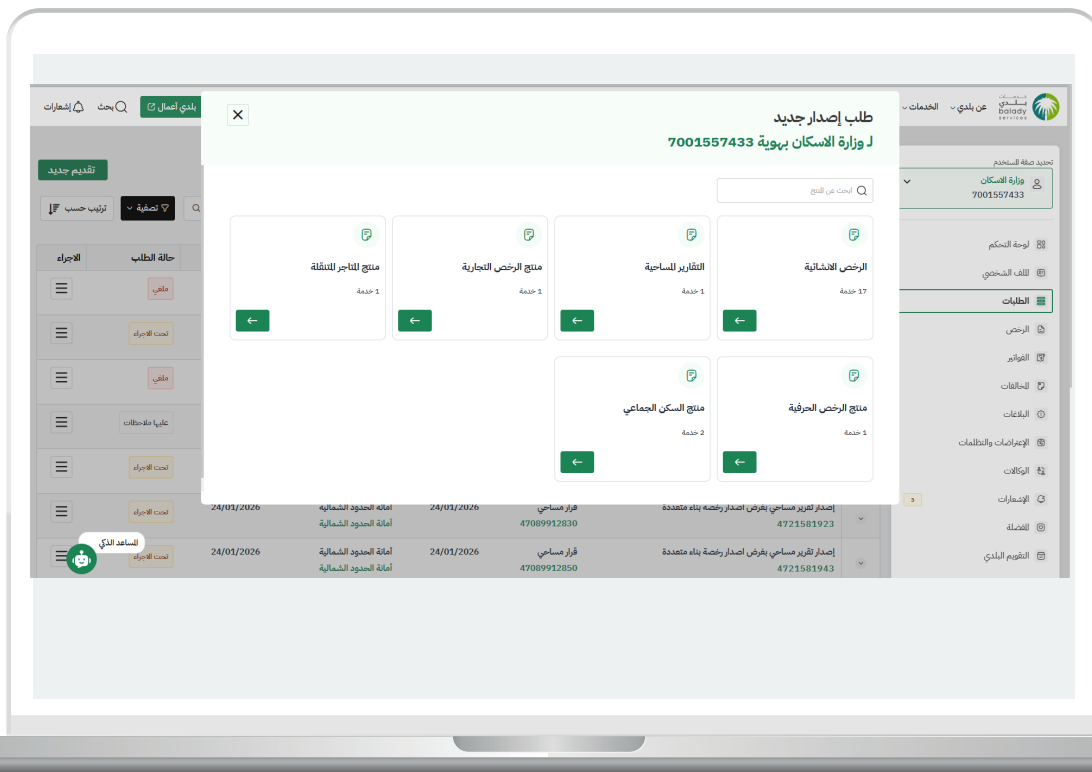 خدمات
بلدي
balady
services
عن بلدي
الخدمات
بلدي أعمال
بحث
إشعارات
تحديد صفة المستخدم
وزارة الاسكان
7001557433
لوحة التحكم
الملف الشخصي
الطلبات
الرخص
الفواتير
المخالفات
البلاغات
الإعتراضات والتظلمات
الوكالات
الإشعارات
3
المفضلة
التقويم البلدي
طلب إصدار جديد
لـ وزارة الاسكان بهوية 7001557433
ابحث عن المنتج
الرخص الانشائية
17 خدمة
التقارير المساحية
1 خدمة
منتج الرخص التجارية
1 خدمة
منتج المتاجر المتنقلة
1 خدمة
منتج الرخص الحرفية
1 خدمة
منتج السكن الجماعي
2 خدمة
تقديم جديد
تصفية
ترتيب حسب
حالة الطلب
الاجراء
ملغي
تحت الاجراء
ملغي
عليها ملاحظات
تحت الاجراء
إصدار تقرير مساحي بغرض اصدار رخصة بناء متعددة
4721581923
قرار مساحي
47089912830
24/01/2026
أمانة الحدود الشمالية
أمانة الحدود الشمالية
24/01/2026
تحت الاجراء
إصدار تقرير مساحي بغرض اصدار رخصة بناء متعددة
4721581943
قرار مساحي
47089912850
24/01/2026
أمانة الحدود الشمالية
أمانة الحدود الشمالية
24/01/2026
تحت الاجراء
المساعد الذكي